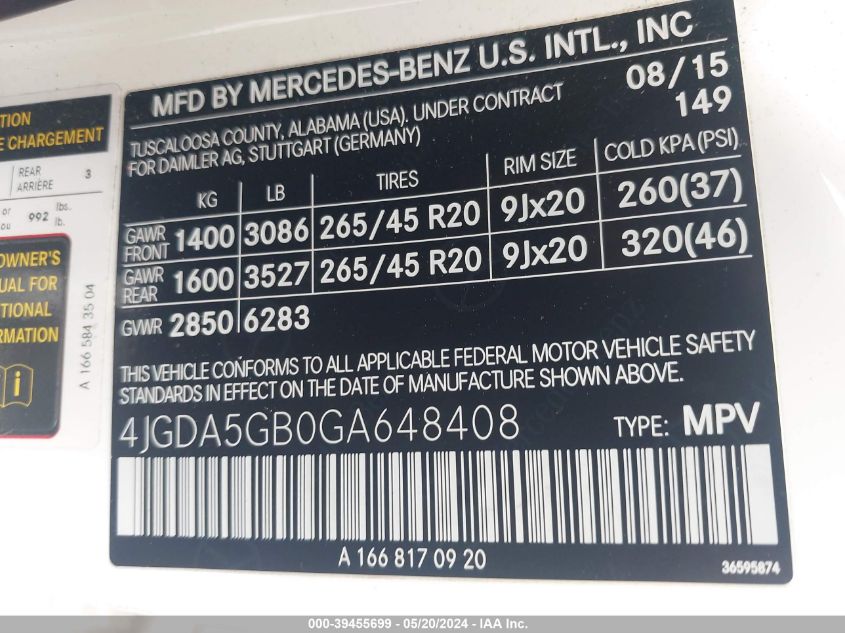 MFD BY MERCEDES-BENZ U.S. INTL., INC
08/15
TUSCALOOSA COUNTY, ALABAMA (USA). UNDER CONTRACT
149
FOR DAIMLER AG, STUTTGART (GERMANY)
KG LB TIRES RIM SIZE COLD KPA (PSI)
GAWR FRONT 1400 3086 265/45 R20 9Jx20 260(37)
GAWR REAR 1600 3527 265/45 R20 9Jx20 320(46)
GVWR 2850 6283
THIS VEHICLE CONFORMS TO ALL APPLICABLE FEDERAL MOTOR VEHICLE SAFETY
STANDARDS IN EFFECT ON THE DATE OF MANUFACTURE SHOWN ABOVE.
4JGDA5GB0GA648408 TYPE: MPV
A 166 817 09 20
36595874
CHARGEMENT
REAR 3
ARRIÈRE
or 992 lbs.
lb.
OWNER'S
FOR
A 166 584 35 04
000-39455699 - 05/20/2024 - IAA Inc.